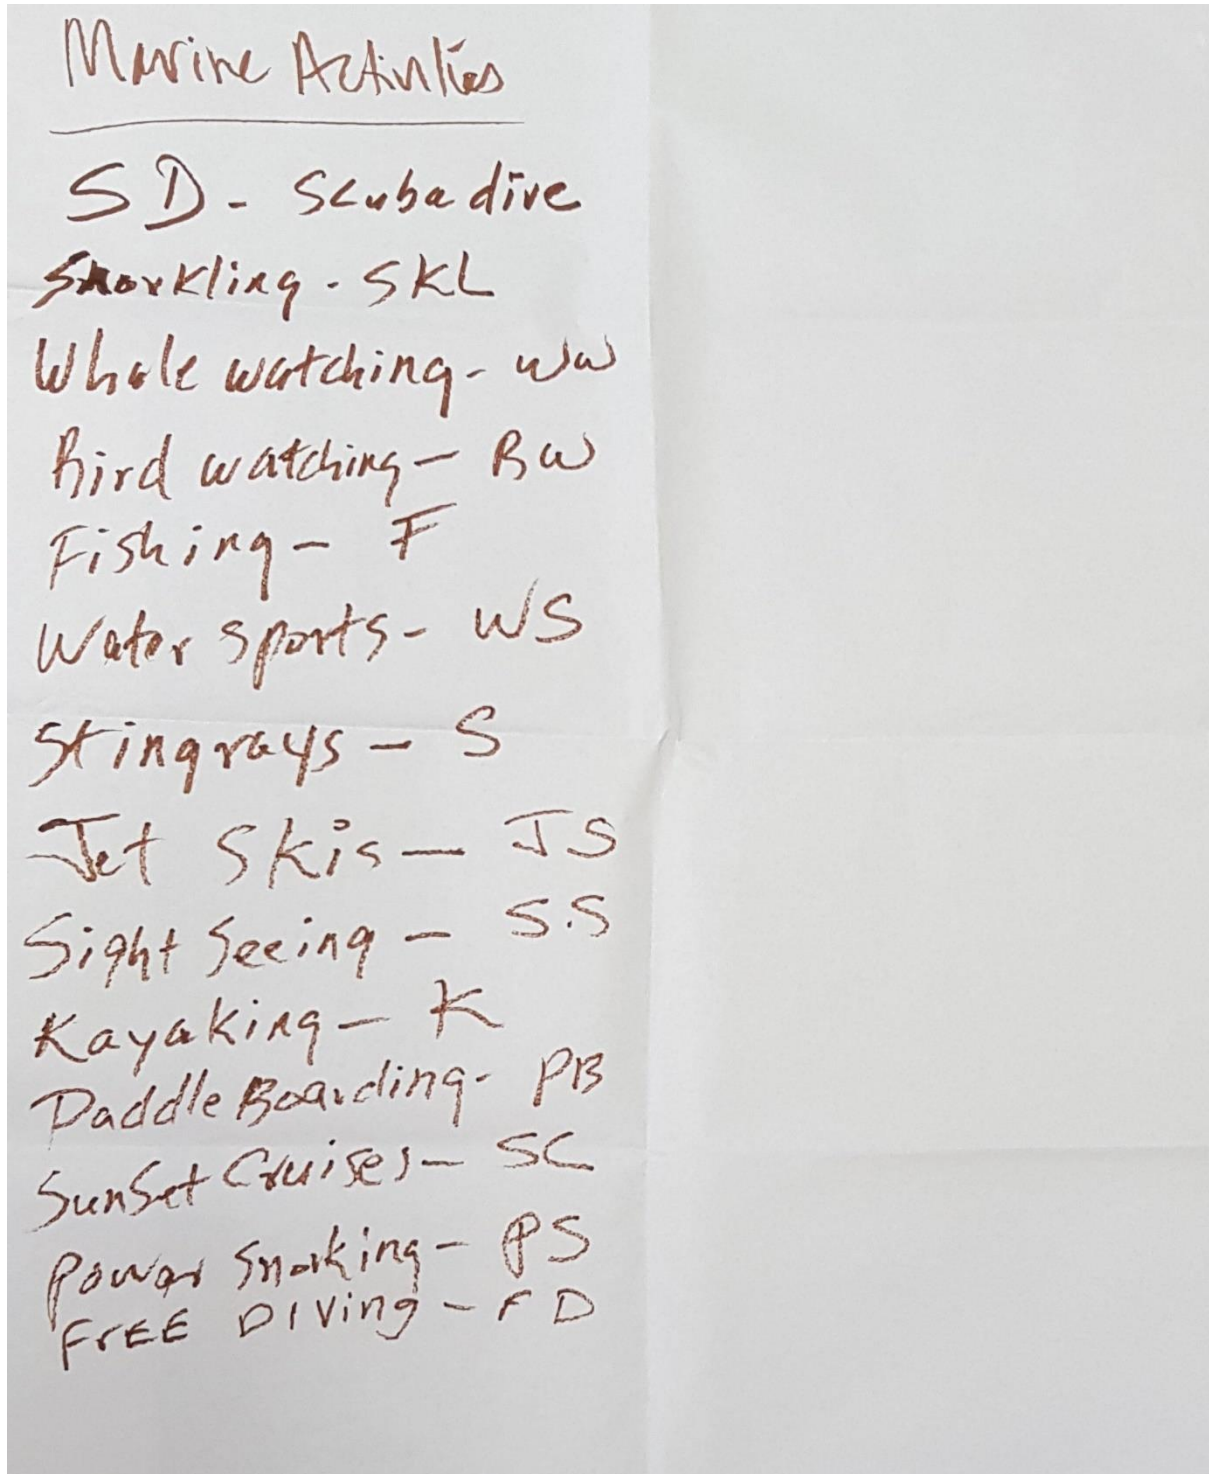 Marine Activities
SD - Scuba dive
Snorkling - SKL
Whale watching - WW
Bird watching - BW
Fishing - F
Water sports - WS
Stingrays - S
Jet Skis - JS
Sight Seeing - S.S
Kayaking - K
Paddle Boarding - PB
SunSet Cruises - SC
Power Snorking - PS
FrEE DIVing - FD